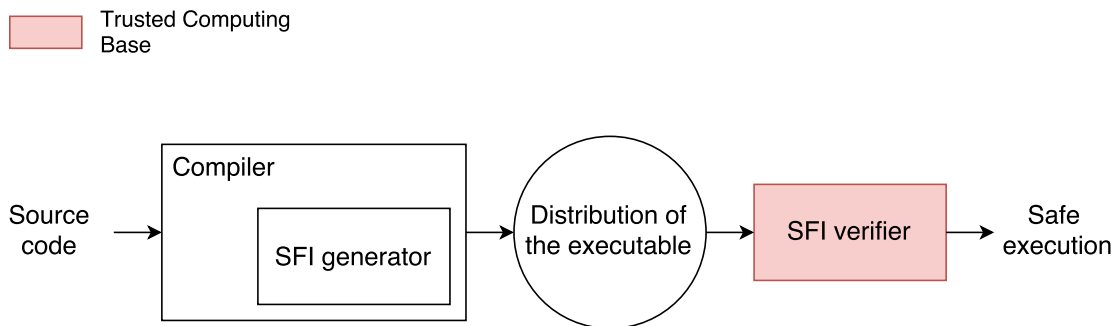 Trusted Computing
Base
Compiler
Source
code
SFI generator
Distribution of
the executable
SFI verifier
Safe
execution